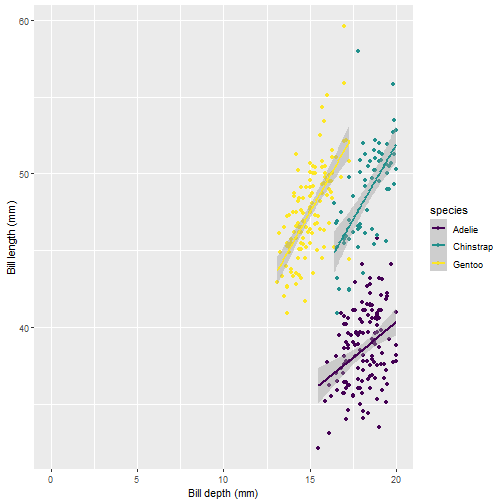 60
50
40
Bill length (mm)
0
5
10
15
20
Bill depth (mm)
species
Adelie
Chinstrap
Gentoo